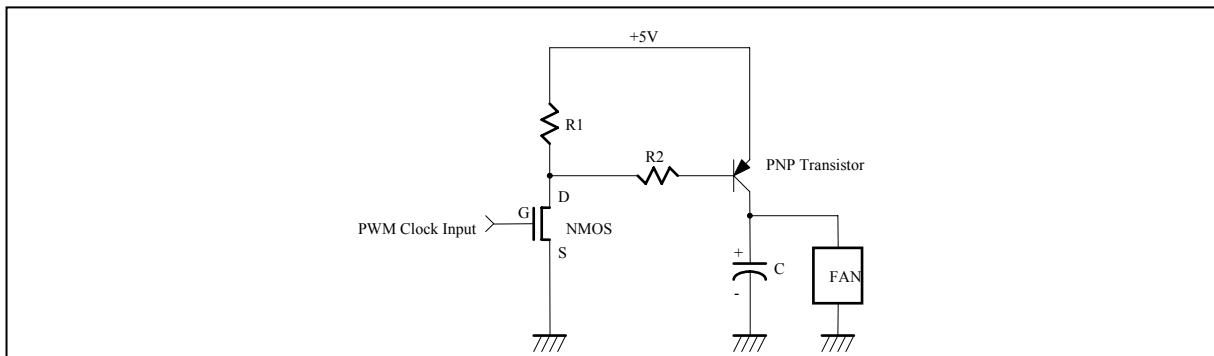 +5V
R1
R2
PNP Transistor
D
G
PWM Clock Input
NMOS
S
+
C
-
FAN